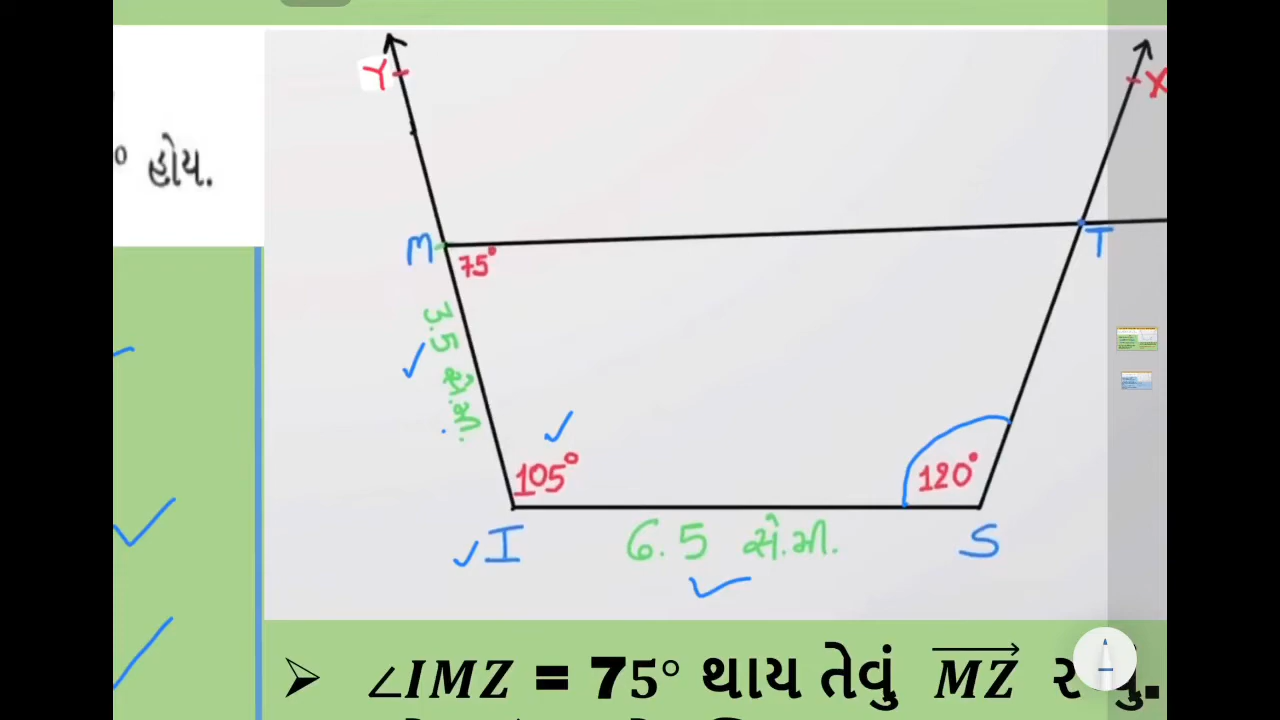 Y
X
° હોય.
M
T
75°
3.5 સે.મી.
105°
120°
I
6.5 સે.મી.
S
➢ ∠IMZ = 75° થાય તેવું MZ→